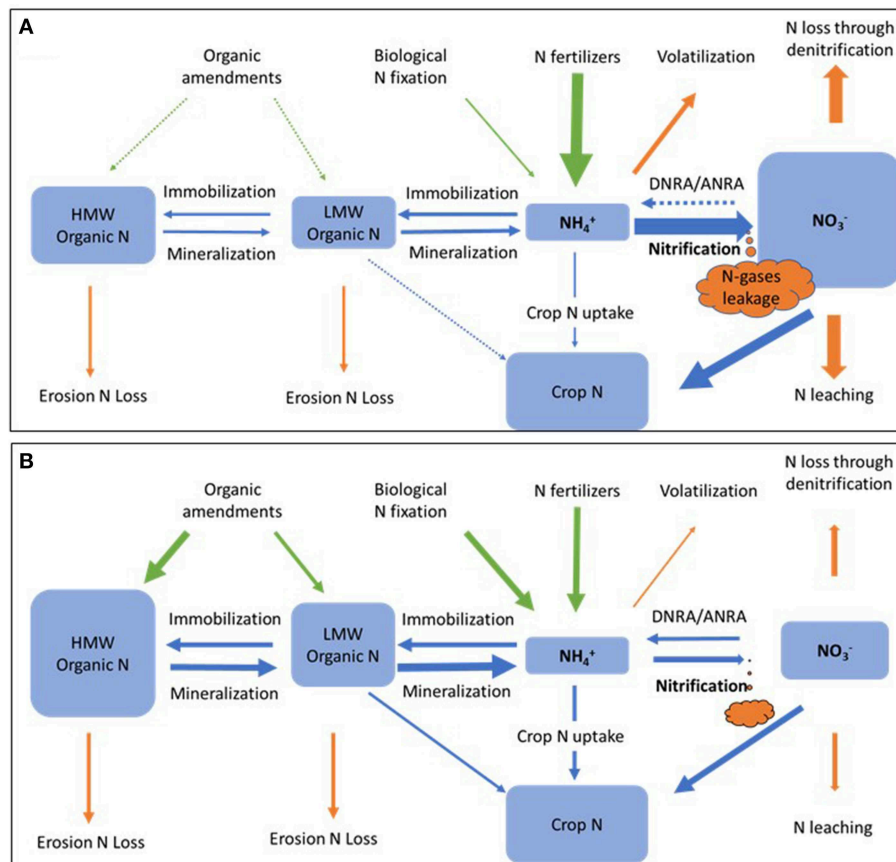 A
Organic
amendments
Biological
N fixation
N fertilizers
Volatilization
N loss through
denitrification
HMW
Organic N
Immobilization
Mineralization
LMW
Organic N
Immobilization
Mineralization
NH₄⁺
DNRA/ANRA
Nitrification
NO₃⁻
N-gases
leakage
Crop N uptake
Crop N
Erosion N Loss
Erosion N Loss
N leaching
B
Organic
amendments
Biological
N fixation
N fertilizers
Volatilization
N loss through
denitrification
HMW
Organic N
Immobilization
Mineralization
LMW
Organic N
Immobilization
Mineralization
NH₄⁺
DNRA/ANRA
Nitrification
NO₃⁻
Crop N uptake
Crop N
Erosion N Loss
Erosion N Loss
N leaching